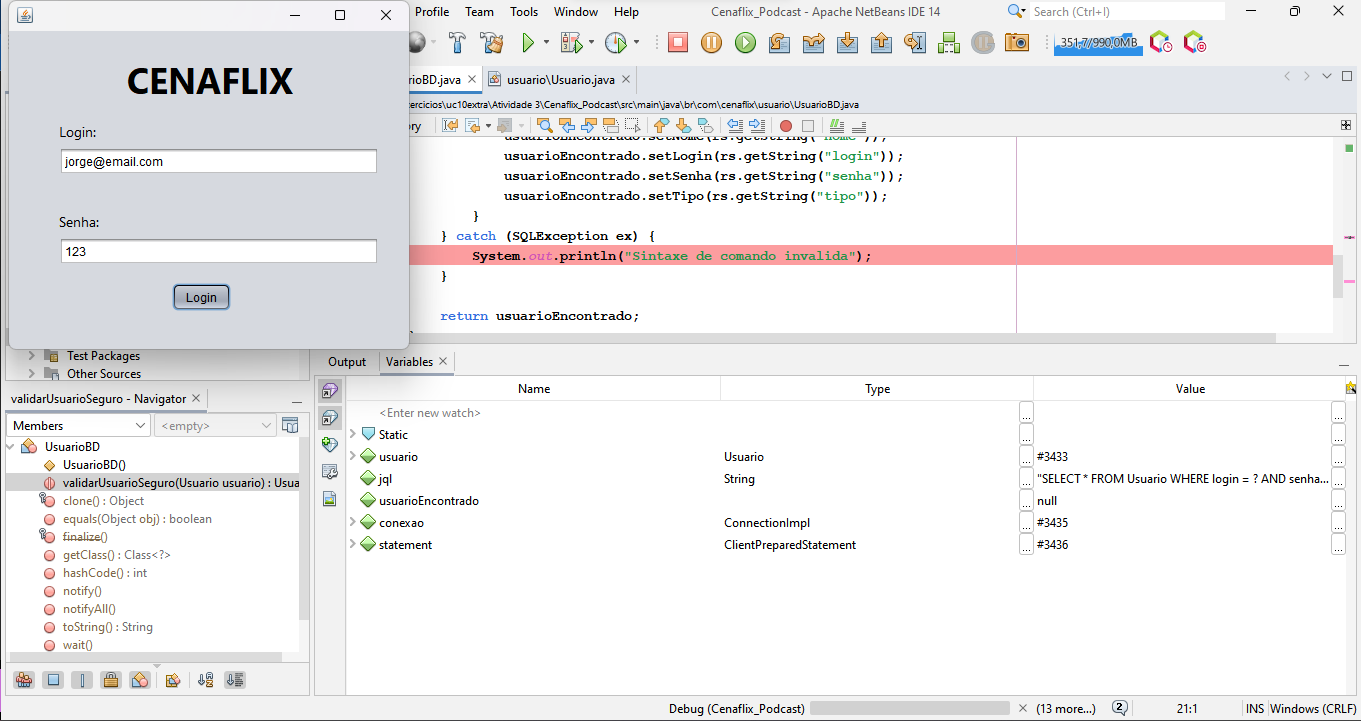 Profile Team Tools Window Help
Cenaflix_Podcast - Apache NetBeans IDE 14
Search (Ctrl+I)
351,7/990,0MB
CENAFLIX
Login:
jorge@email.com
Senha:
123
Login
rioBD.java
usuario\Usuario.java
ercicios\uc10extra\Atividade 3\Cenaflix_Podcast\src\main\java\br\com\cenaflix\usuario\UsuarioBD.java
ory
usuarioEncontrado.setNome(rs.getString("nome"));
usuarioEncontrado.setLogin(rs.getString("login"));
usuarioEncontrado.setSenha(rs.getString("senha"));
usuarioEncontrado.setTipo(rs.getString("tipo"));
}
} catch (SQLException ex) {
System.out.println("Sintaxe de comando invalida");
}
return usuarioEncontrado;
Test Packages
Other Sources
validarUsuarioSeguro - Navigator
Members
<empty>
UsuarioBD
UsuarioBD()
validarUsuarioSeguro(Usuario usuario) : Usua
clone() : Object
equals(Object obj) : boolean
finalize()
getClass() : Class<?>
hashCode() : int
notify()
notifyAll()
toString() : String
wait()
Output Variables
Name Type Value
<Enter new watch>
Static
usuario Usuario #3433
jql String "SELECT * FROM Usuario WHERE login = ? AND senha...
usuarioEncontrado null
conexao ConnectionImpl #3435
statement ClientPreparedStatement #3436
Debug (Cenaflix_Podcast) (13 more...) 2 21:1 INS Windows (CRLF)